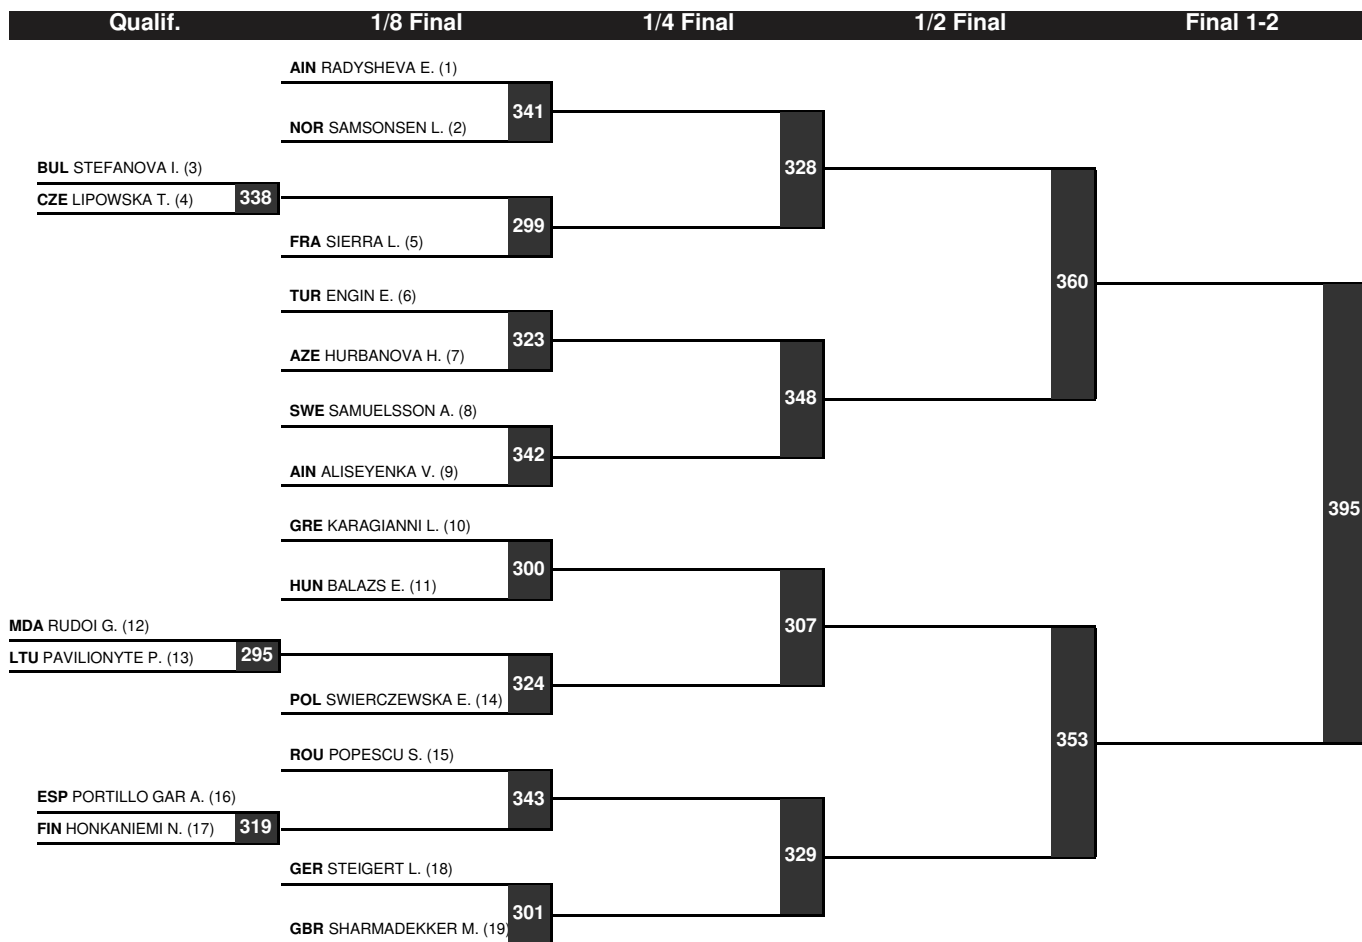 Qualif. 1/8 Final 1/4 Final 1/2 Final Final 1-2
AIN RADYSHEVA E. (1)
341
NOR SAMSONSEN L. (2)
BUL STEFANOVA I. (3)
328
CZE LIPOWSKA T. (4) 338
299
FRA SIERRA L. (5)
360
TUR ENGIN E. (6)
323
AZE HURBANOVA H. (7)
348
SWE SAMUELSSON A. (8)
342
AIN ALISEYENKA V. (9)
395
GRE KARAGIANNI L. (10)
300
HUN BALAZS E. (11)
MDA RUDOI G. (12)
307
LTU PAVILIONYTE P. (13) 295
324
POL SWIERCZEWSKA E. (14)
353
ROU POPESCU S. (15)
ESP PORTILLO GAR A. (16)
343
FIN HONKANIEMI N. (17) 319
329
GER STEIGERT L. (18)
301
GBR SHARMADEKKER M. (19)